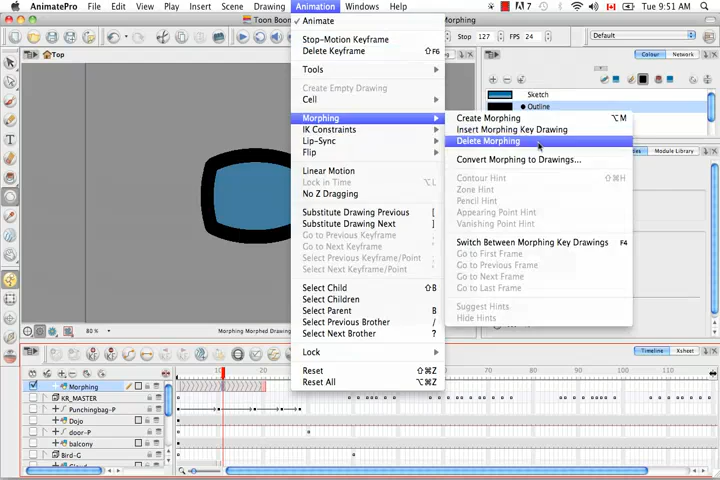 AnimatePro File Edit View Play Insert Scene Drawing Animation Windows Help 7 Tue 9:51 AM
Toon Boom
Morphing
Stop 127 FPS 24 Default
Top
Colour Network
Sketch
Outline
Module Library
✓ Animate
Stop-Motion Keyframe
Delete Keyframe ⇧F6
Tools
Create Empty Drawing
Cell
Morphing
IK Constraints
Lip-Sync
Flip
Linear Motion
Lock in Time ⌥L
No Z Dragging
Substitute Drawing Previous [
Substitute Drawing Next ]
Go to Previous Keyframe
Go to Next Keyframe
Select Previous Keyframe/Point
Select Next Keyframe/Point
Select Child ⇧B
Select Children
Select Parent B
Select Previous Brother /
Select Next Brother ?
Lock
Reset ⇧⌘Z
Reset All ⌥⌘Z
Create Morphing ⌥M
Insert Morphing Key Drawing
Delete Morphing
Convert Morphing to Drawings...
Contour Hint ⇧⌘H
Zone Hint
Pencil Hint
Appearing Point Hint
Vanishing Point Hint
Switch Between Morphing Key Drawings F4
Go to First Frame
Go to Previous Frame
Go to Next Frame
Go to Last Frame
Suggest Hints
Hide Hints
80 %
Morphing Morphed Drawing
Timeline Xsheet
20 50 60 70 80 90 100 110
Morphing
KR_MASTER
Punchingbag-P
Dojo
door-P
balcony
Bird-G